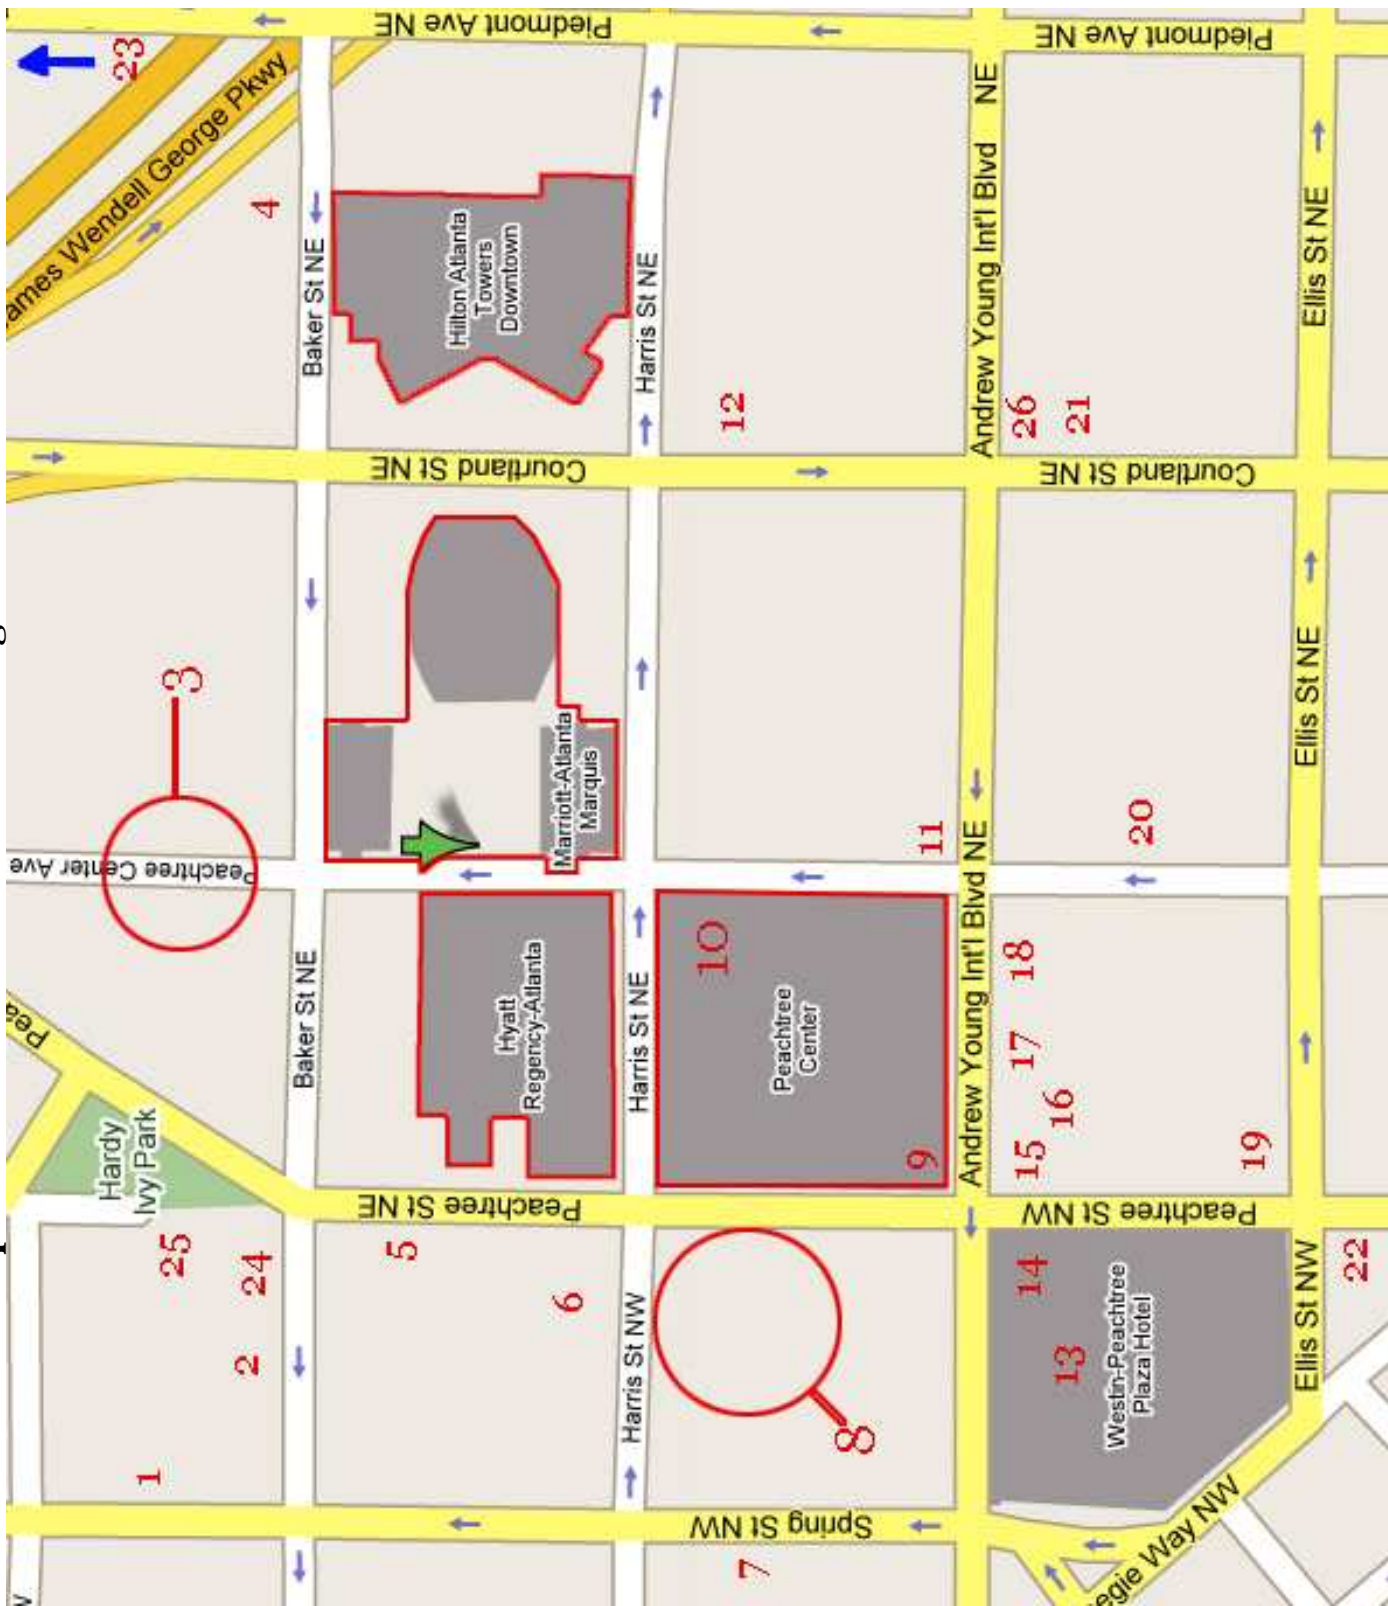 Piedmont Ave NE
Piedmont Ave NE
23
ames Wendell George Pkwy
4
Baker St NE
Hilton Atlanta
Towers
Downtown
Harris St NE
Andrew Young Int'l Blvd NE
Ellis St NE
12
26
21
Courtland St NE
Courtland St NE
3
Peachtree Center Ave
Marriott-Atlanta
Marquis
11
20
Ellis St NE
Pea
Hardy
Ivy Park
Baker St NE
Hyatt
Regency-Atlanta
Harris St NE
10
Peachtree
Center
9
Andrew Young Int'l Blvd NE
18
17
16
15
19
Peachtree St NE
Peachtree St NW
25
24
2
1
5
6
Harris St NW
8
14
13
Westin-Peachtree
Plaza Hotel
Ellis St NW
22
Spring St NW
7
egie Way NW
W